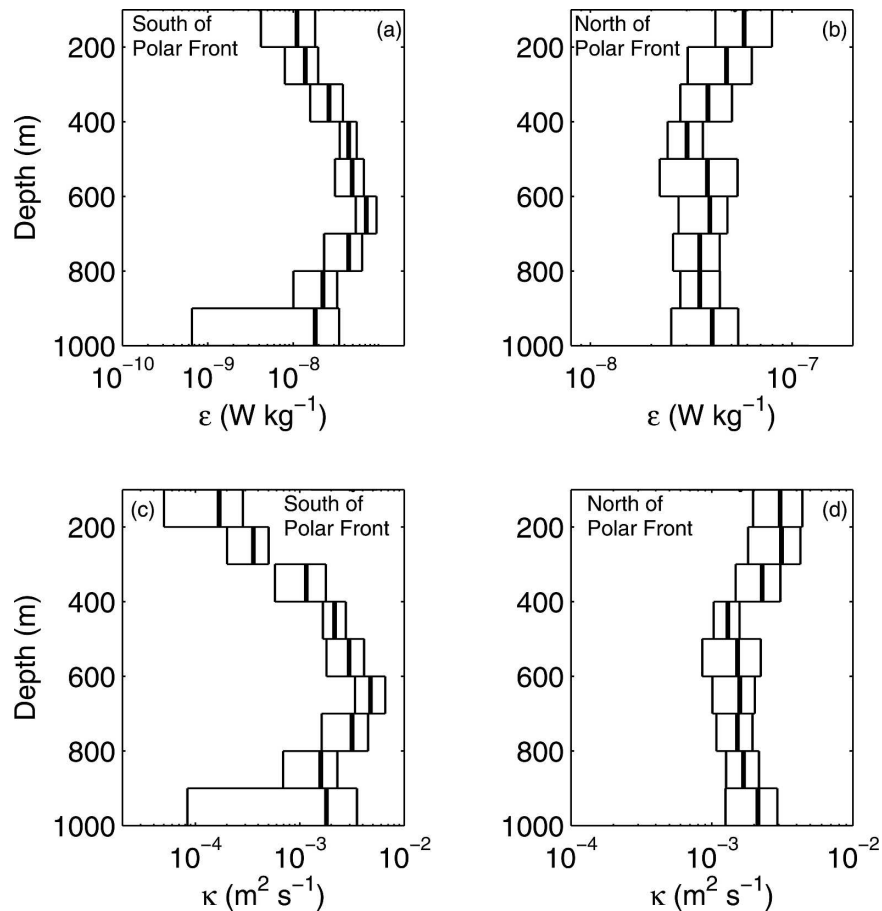 South of
Polar Front
(a)
200
400
600
800
1000
Depth (m)
10⁻¹⁰ 10⁻⁹ 10⁻⁸
ε (W kg⁻¹)
North of
Polar Front
(b)
200
400
600
800
1000
10⁻⁸ 10⁻⁷
ε (W kg⁻¹)
(c)
South of
Polar Front
200
400
600
800
1000
Depth (m)
10⁻⁴ 10⁻³ 10⁻²
κ (m² s⁻¹)
North of
Polar Front
(d)
200
400
600
800
1000
10⁻⁴ 10⁻³ 10⁻²
κ (m² s⁻¹)